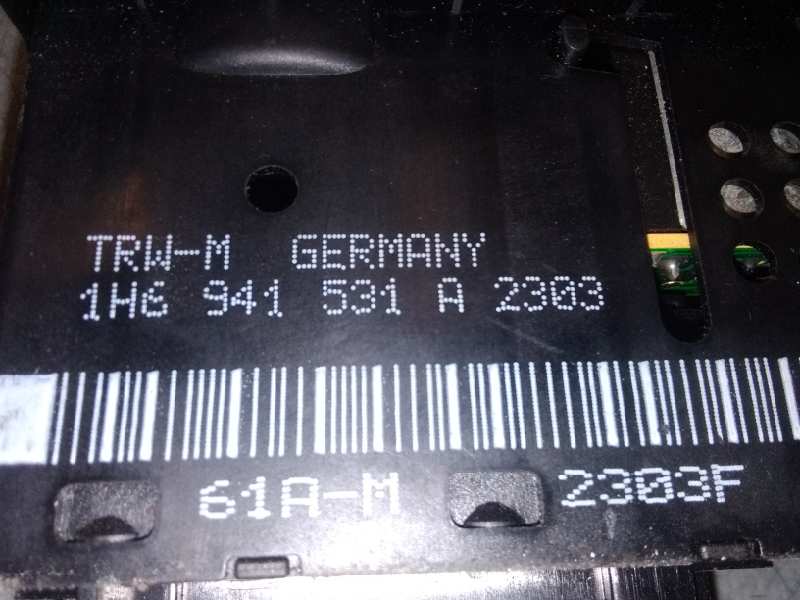 TRW-M GERMANY
1H6 941 531 A 2303
61A-M 2303F